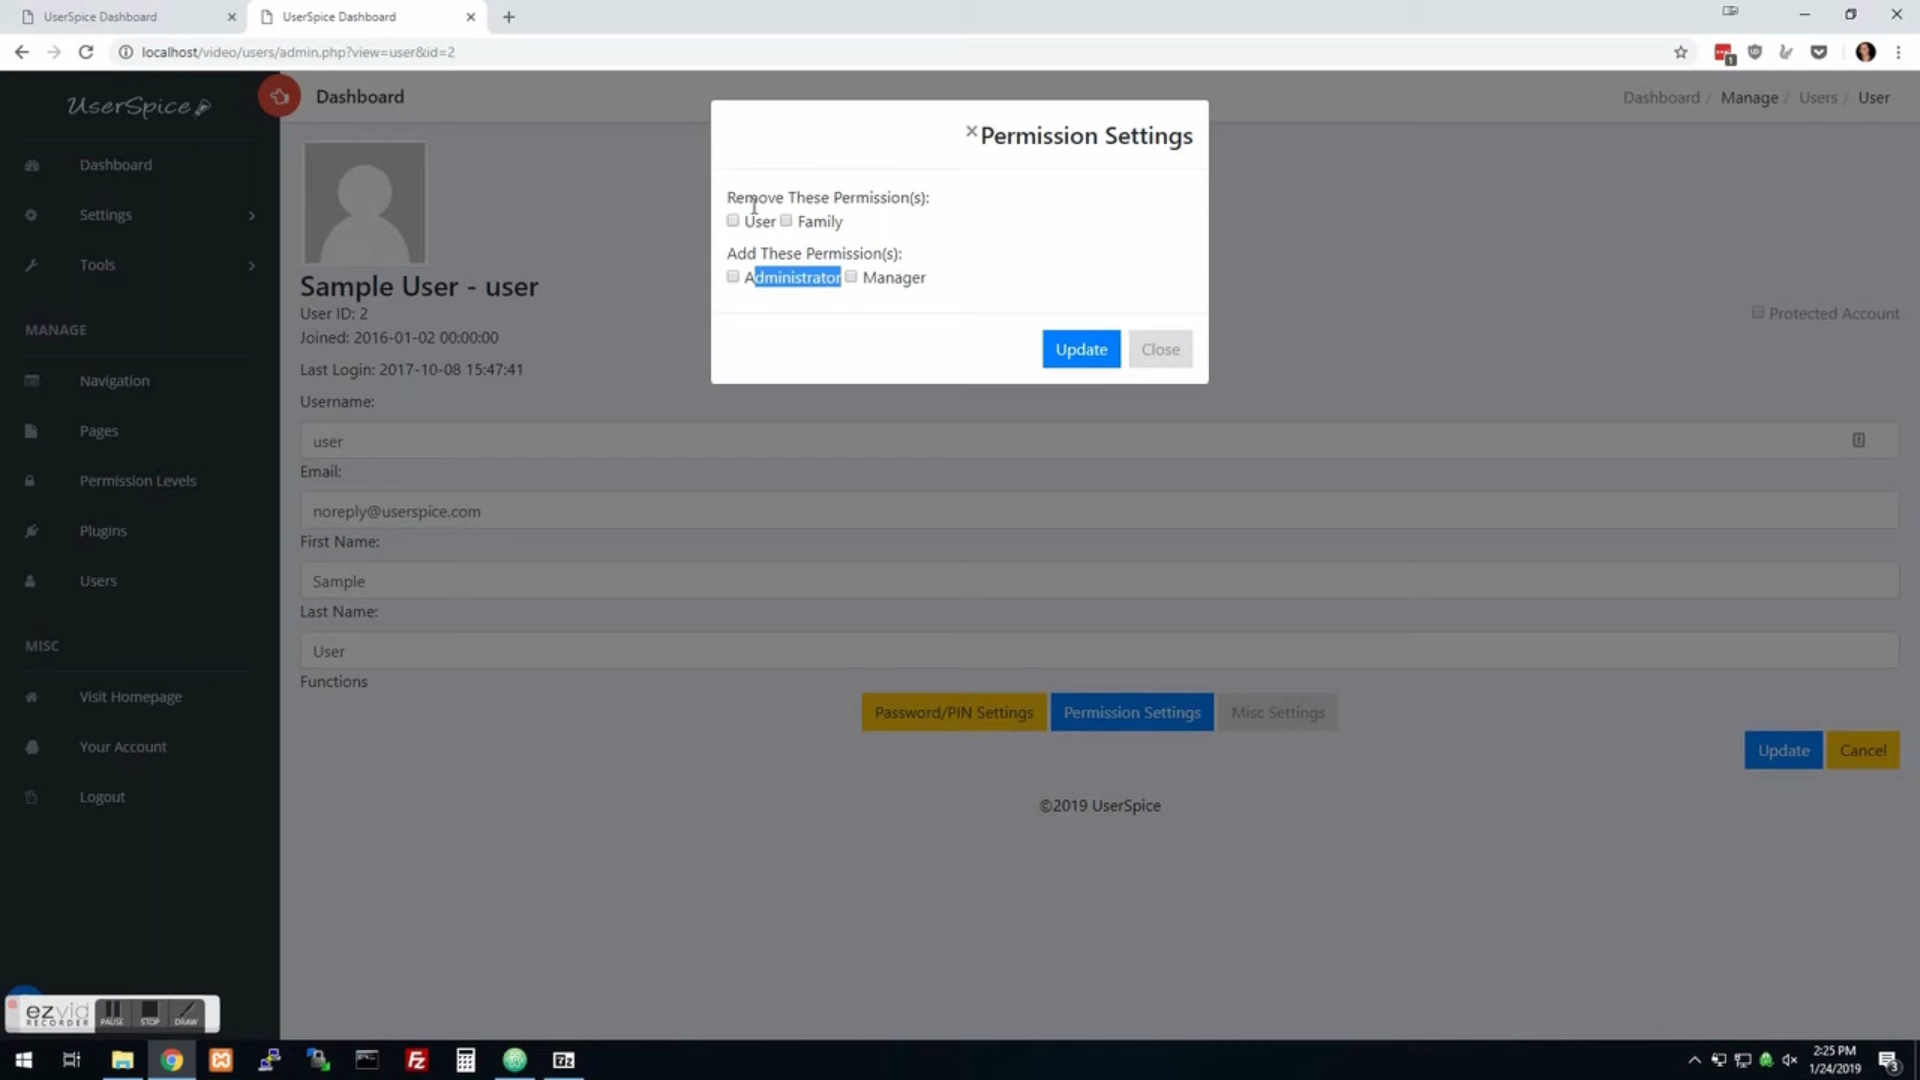 UserSpice Dashboard
UserSpice Dashboard
localhost/video/users/admin.php?view=user&id=2
1
UserSpice
Dashboard
Dashboard / Manage / Users / User
Dashboard
Settings
Tools
MANAGE
Navigation
Pages
Permission Levels
Plugins
Users
MISC
Visit Homepage
Your Account
Logout
× Permission Settings
Remove These Permission(s):
User Family
Add These Permission(s):
Administrator Manager
Update Close
Sample User - user
User ID: 2
Protected Account
Joined: 2016-01-02 00:00:00
Last Login: 2017-10-08 15:47:41
Username:
user
Email:
noreply@userspice.com
First Name:
Sample
Last Name:
User
Functions
Password/PIN Settings Permission Settings Misc Settings
Update Cancel
©2019 UserSpice
ezvid
RECORDER
PAUSE STOP DRAW
Fz
7z
2:25 PM
1/24/2019
3